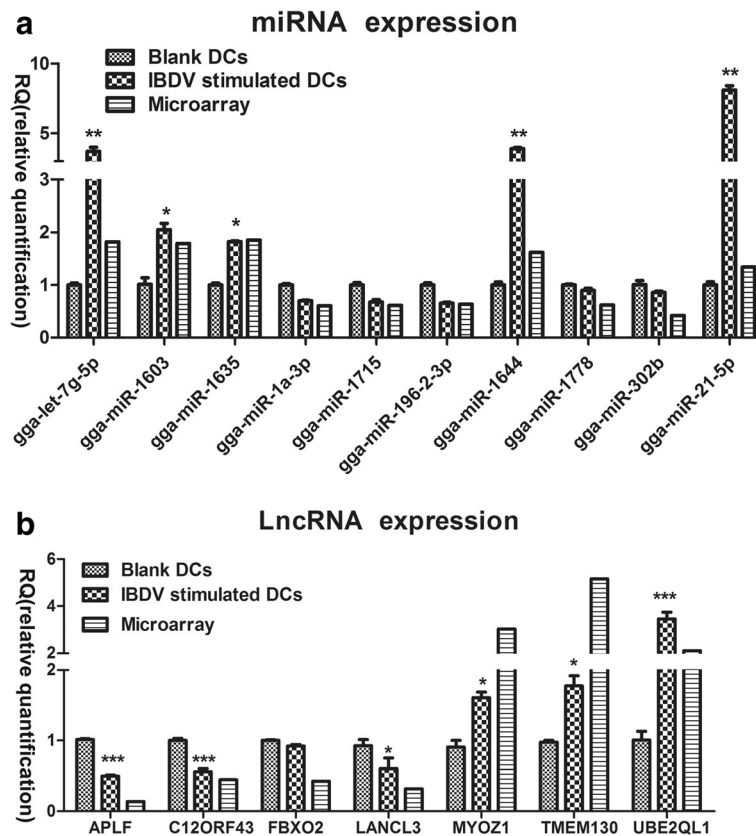 a
miRNA expression
Blank DCs
IBDV stimulated DCs
Microarray
RQ(relative quantification)
10
5
3
2
1
0
** * * ** **
gga-let-7g-5p
gga-miR-1603
gga-miR-1635
gga-miR-1a-3p
gga-miR-1715
gga-miR-196-2-3p
gga-miR-1644
gga-miR-1778
gga-miR-302b
gga-miR-21-5p
b
LncRNA expression
Blank DCs
IBDV stimulated DCs
Microarray
RQ(relative quantification)
6
4
2
2
1
0
*** *** * * * ***
APLF C12ORF43 FBXO2 LANCL3 MYOZ1 TMEM130 UBE2QL1